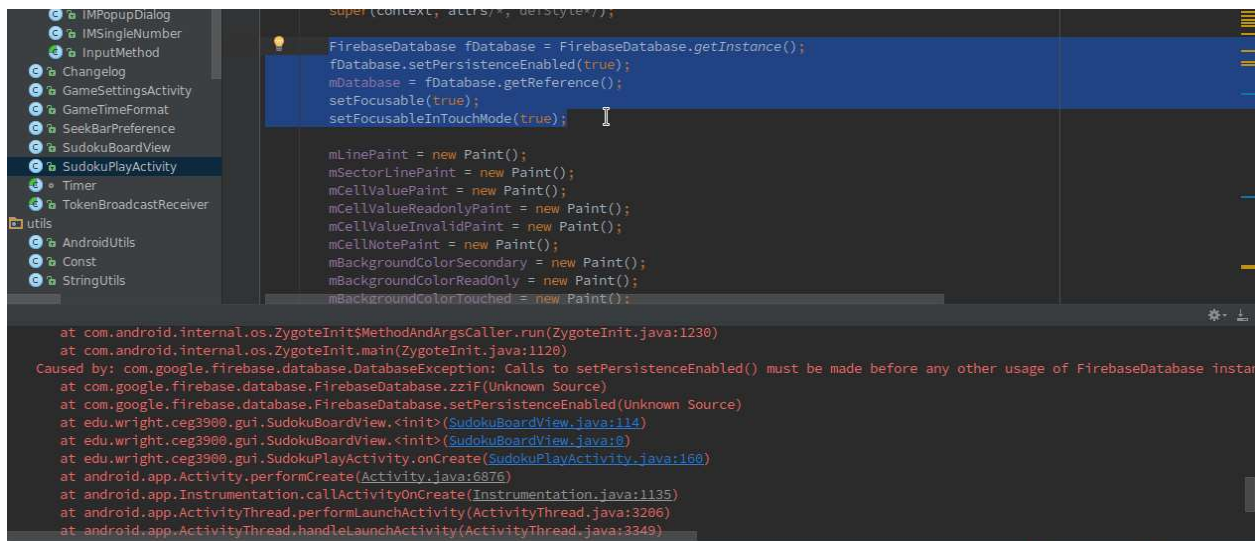 IMPopupDialog
IMSingleNumber
InputMethod
Changelog
GameSettingsActivity
GameTimeFormat
SeekBarPreference
SudokuBoardView
SudokuPlayActivity
Timer
TokenBroadcastReceiver
utils
AndroidUtils
Const
StringUtils
super(context, attrs/*, defStyle*/);
FirebaseDatabase fDatabase = FirebaseDatabase.getInstance();
fDatabase.setPersistenceEnabled(true);
mDatabase = fDatabase.getReference();
setFocusable(true);
setFocusableInTouchMode(true);
mLinePaint = new Paint();
mSectorLinePaint = new Paint();
mCellValuePaint = new Paint();
mCellValueReadonlyPaint = new Paint();
mCellValueInvalidPaint = new Paint();
mCellNotePaint = new Paint();
mBackgroundColorSecondary = new Paint();
mBackgroundColorReadOnly = new Paint();
mBackgroundColorTouched = new Paint();
at com.android.internal.os.ZygoteInit$MethodAndArgsCaller.run(ZygoteInit.java:1230)
at com.android.internal.os.ZygoteInit.main(ZygoteInit.java:1120)
Caused by: com.google.firebase.database.DatabaseException: Calls to setPersistenceEnabled() must be made before any other usage of FirebaseDatabase instan
at com.google.firebase.database.FirebaseDatabase.zziF(Unknown Source)
at com.google.firebase.database.FirebaseDatabase.setPersistenceEnabled(Unknown Source)
at edu.wright.ceg3900.gui.SudokuBoardView.<init>(SudokuBoardView.java:114)
at edu.wright.ceg3900.gui.SudokuBoardView.<init>(SudokuBoardView.java:0)
at edu.wright.ceg3900.gui.SudokuPlayActivity.onCreate(SudokuPlayActivity.java:160)
at android.app.Activity.performCreate(Activity.java:6876)
at android.app.Instrumentation.callActivityOnCreate(Instrumentation.java:1135)
at android.app.ActivityThread.performLaunchActivity(ActivityThread.java:3206)
at android.app.ActivityThread.handleLaunchActivity(ActivityThread.java:3349)